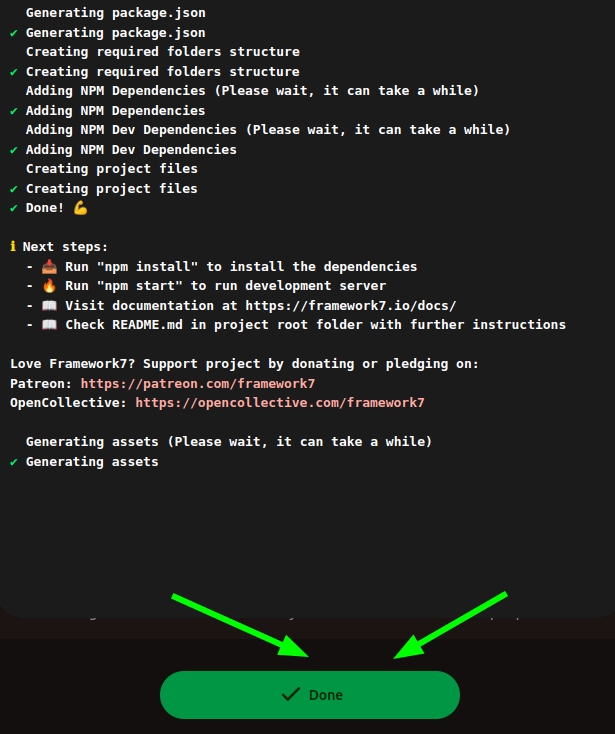 Generating package.json
✔ Generating package.json
Creating required folders structure
✔ Creating required folders structure
Adding NPM Dependencies (Please wait, it can take a while)
✔ Adding NPM Dependencies
Adding NPM Dev Dependencies (Please wait, it can take a while)
✔ Adding NPM Dev Dependencies
Creating project files
✔ Creating project files
✔ Done! 💪
ℹ Next steps:
- 📥 Run "npm install" to install the dependencies
- 🔥 Run "npm start" to run development server
- 📖 Visit documentation at https://framework7.io/docs/
- 📖 Check README.md in project root folder with further instructions
Love Framework7? Support project by donating or pledging on:
Patreon: https://patreon.com/framework7
OpenCollective: https://opencollective.com/framework7
Generating assets (Please wait, it can take a while)
✔ Generating assets
Done